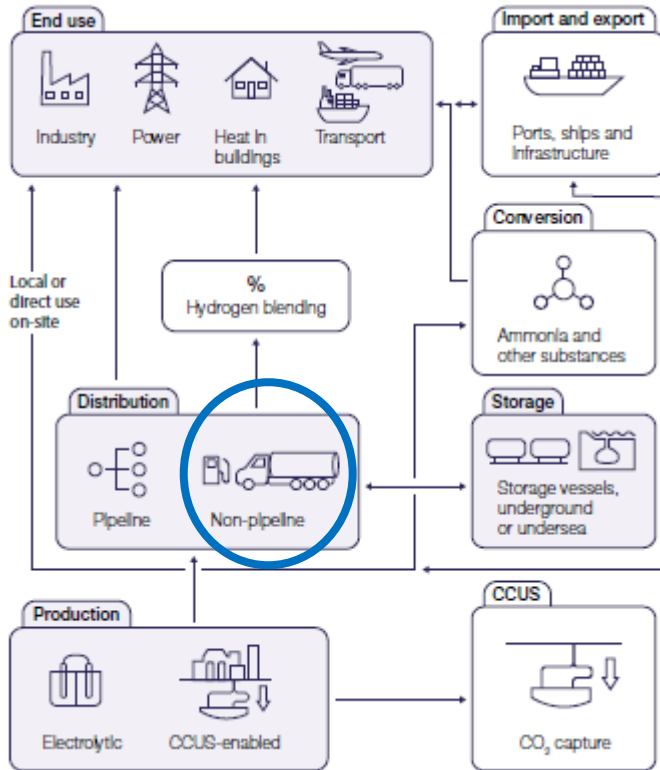 End use
Industry
Power
Heat in
buildings
Transport
Import and export
Ports, ships and
infrastructure
Local or
direct use
on-site
%
Hydrogen blending
Conversion
Ammonia and
other substances
Distribution
Pipeline
Non-pipeline
Storage
Storage vessels,
underground
or undersea
Production
Electrolytic
CCUS-enabled
CCUS
CO₂ capture